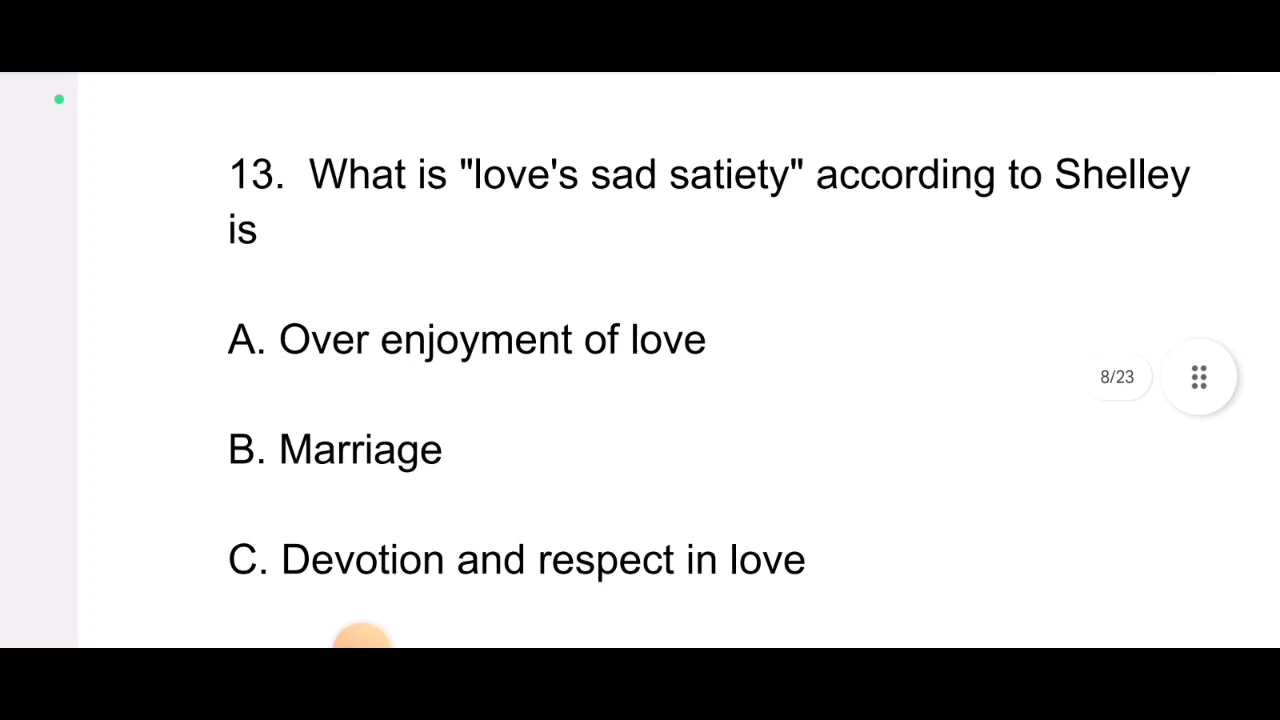 13.  What is "love's sad satiety" according to Shelley
is
A. Over enjoyment of love
8/23
B. Marriage
C. Devotion and respect in love